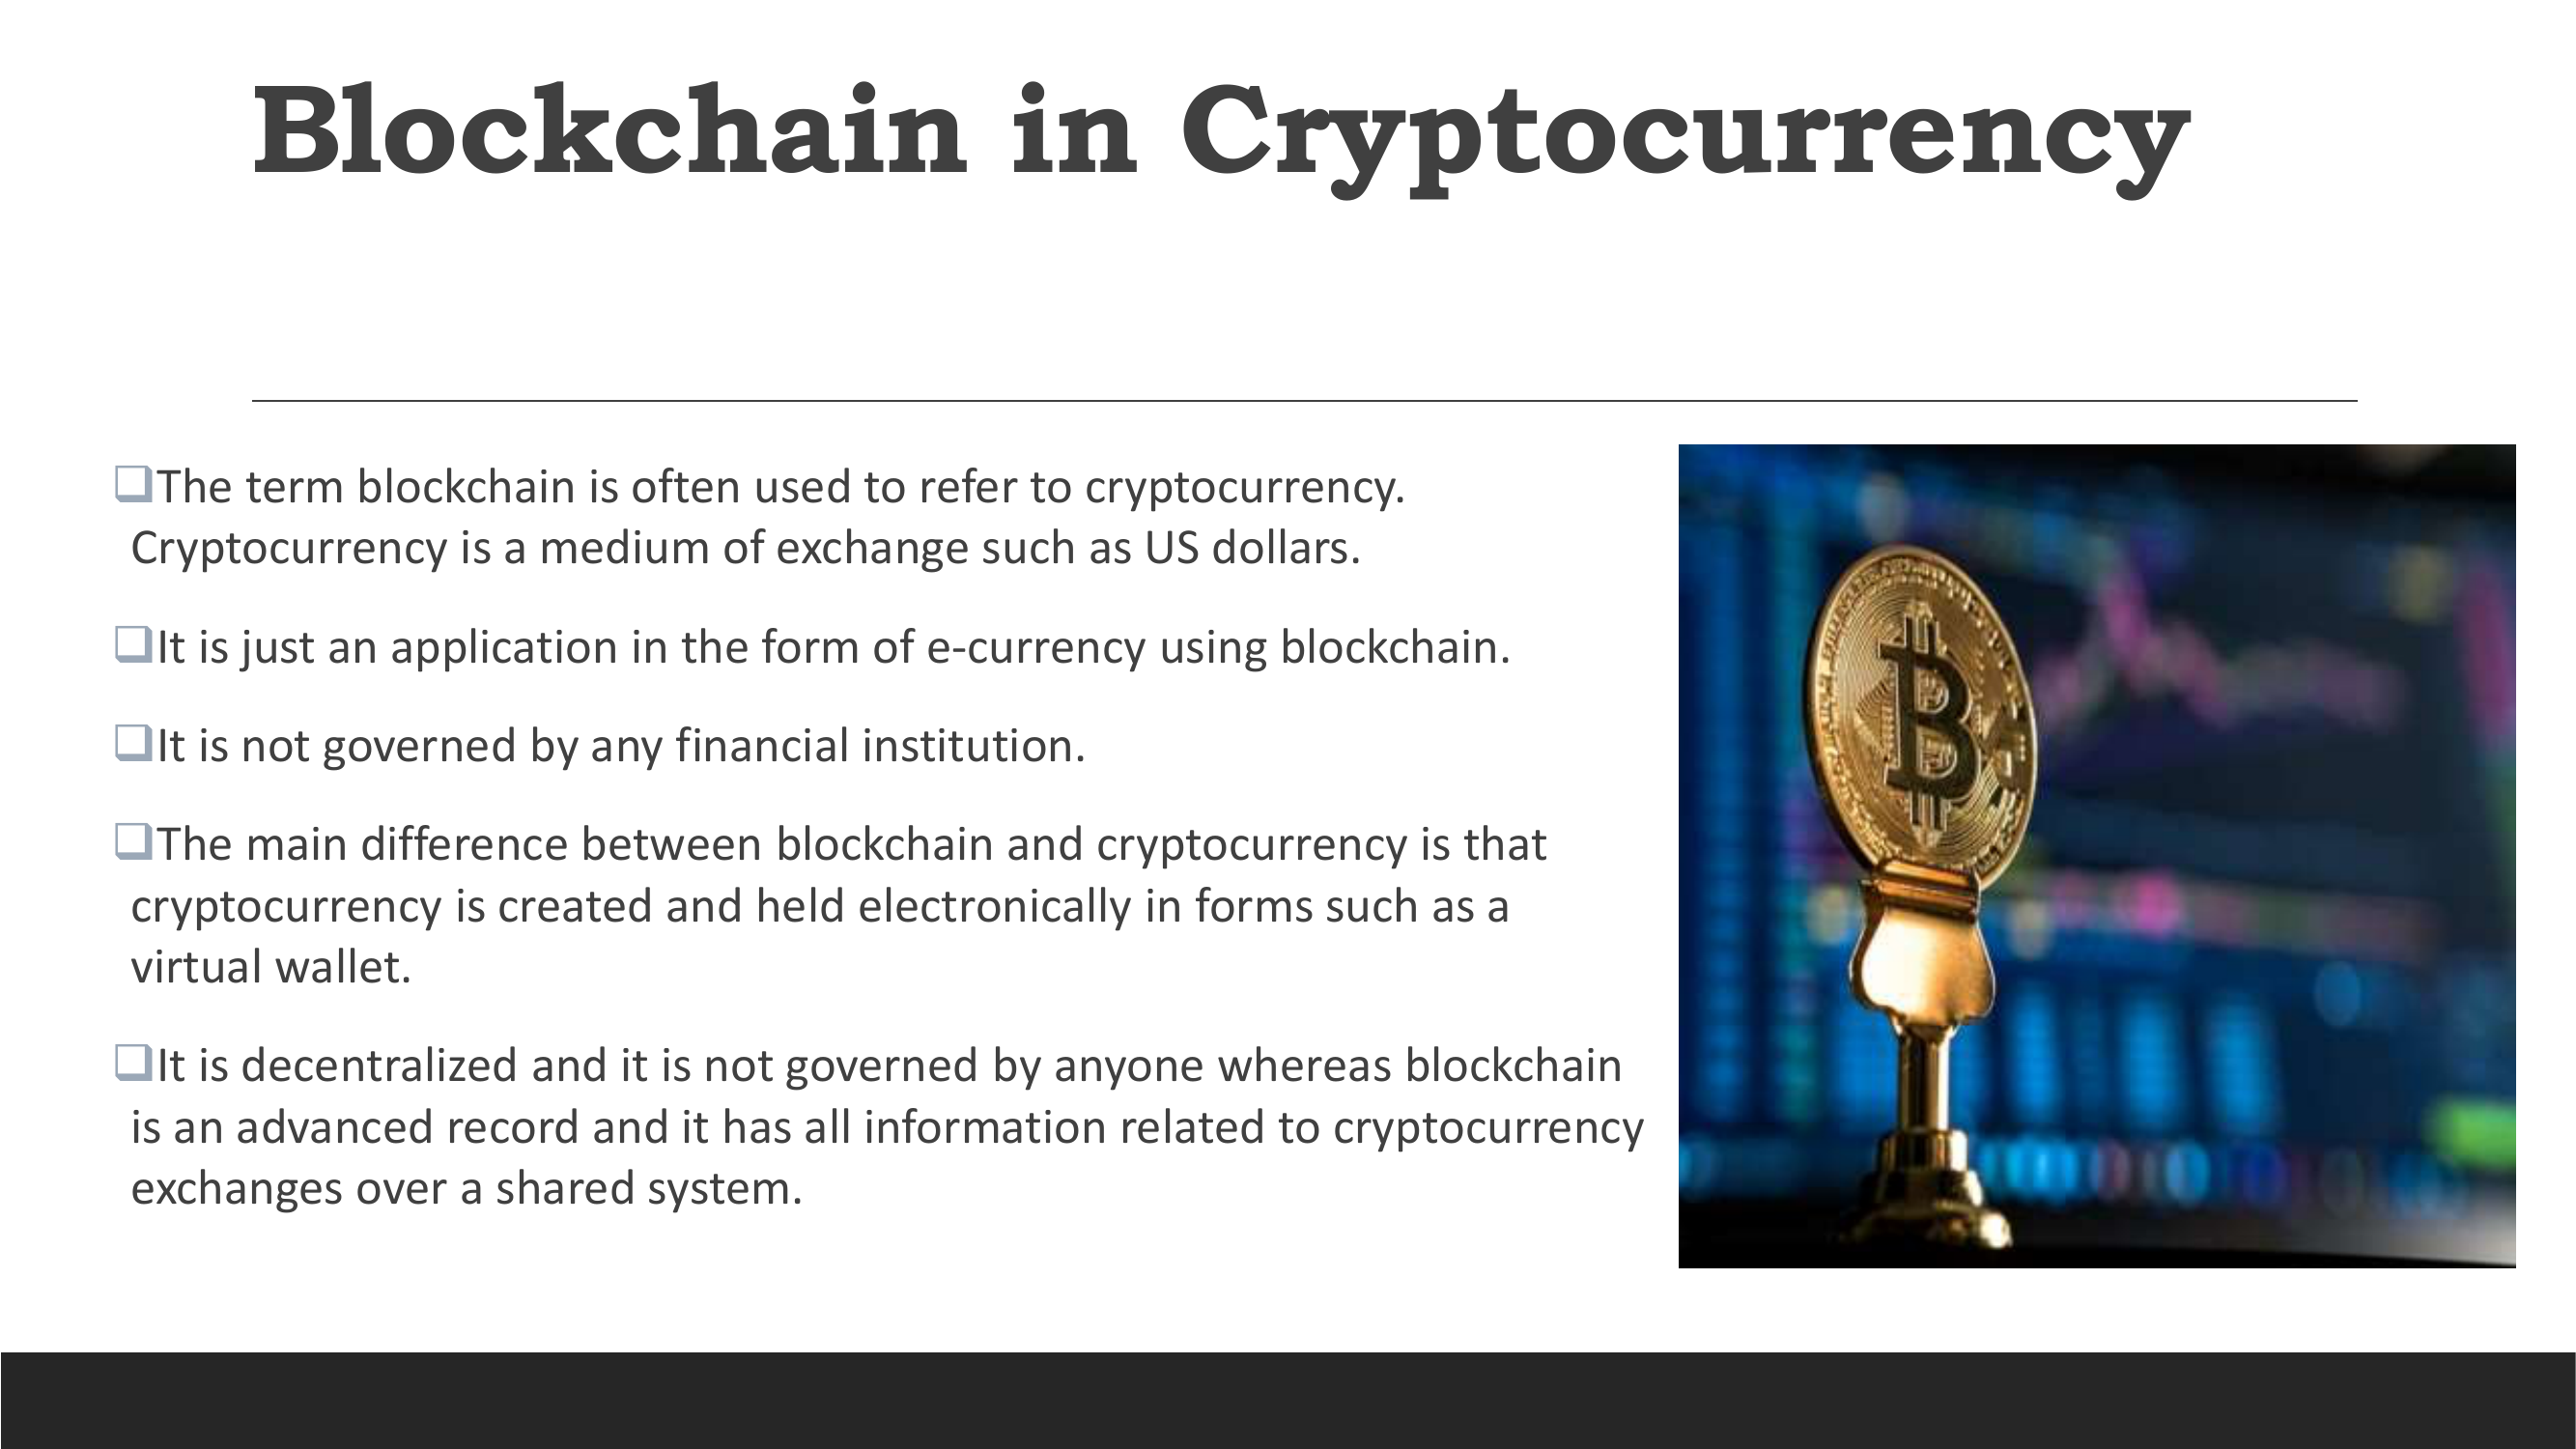 Blockchain in Cryptocurrency
The term blockchain is often used to refer to cryptocurrency.
Cryptocurrency is a medium of exchange such as US dollars.
It is just an application in the form of e-currency using blockchain.
It is not governed by any financial institution.
The main difference between blockchain and cryptocurrency is that
cryptocurrency is created and held electronically in forms such as a
virtual wallet.
It is decentralized and it is not governed by anyone whereas blockchain
is an advanced record and it has all information related to cryptocurrency
exchanges over a shared system.